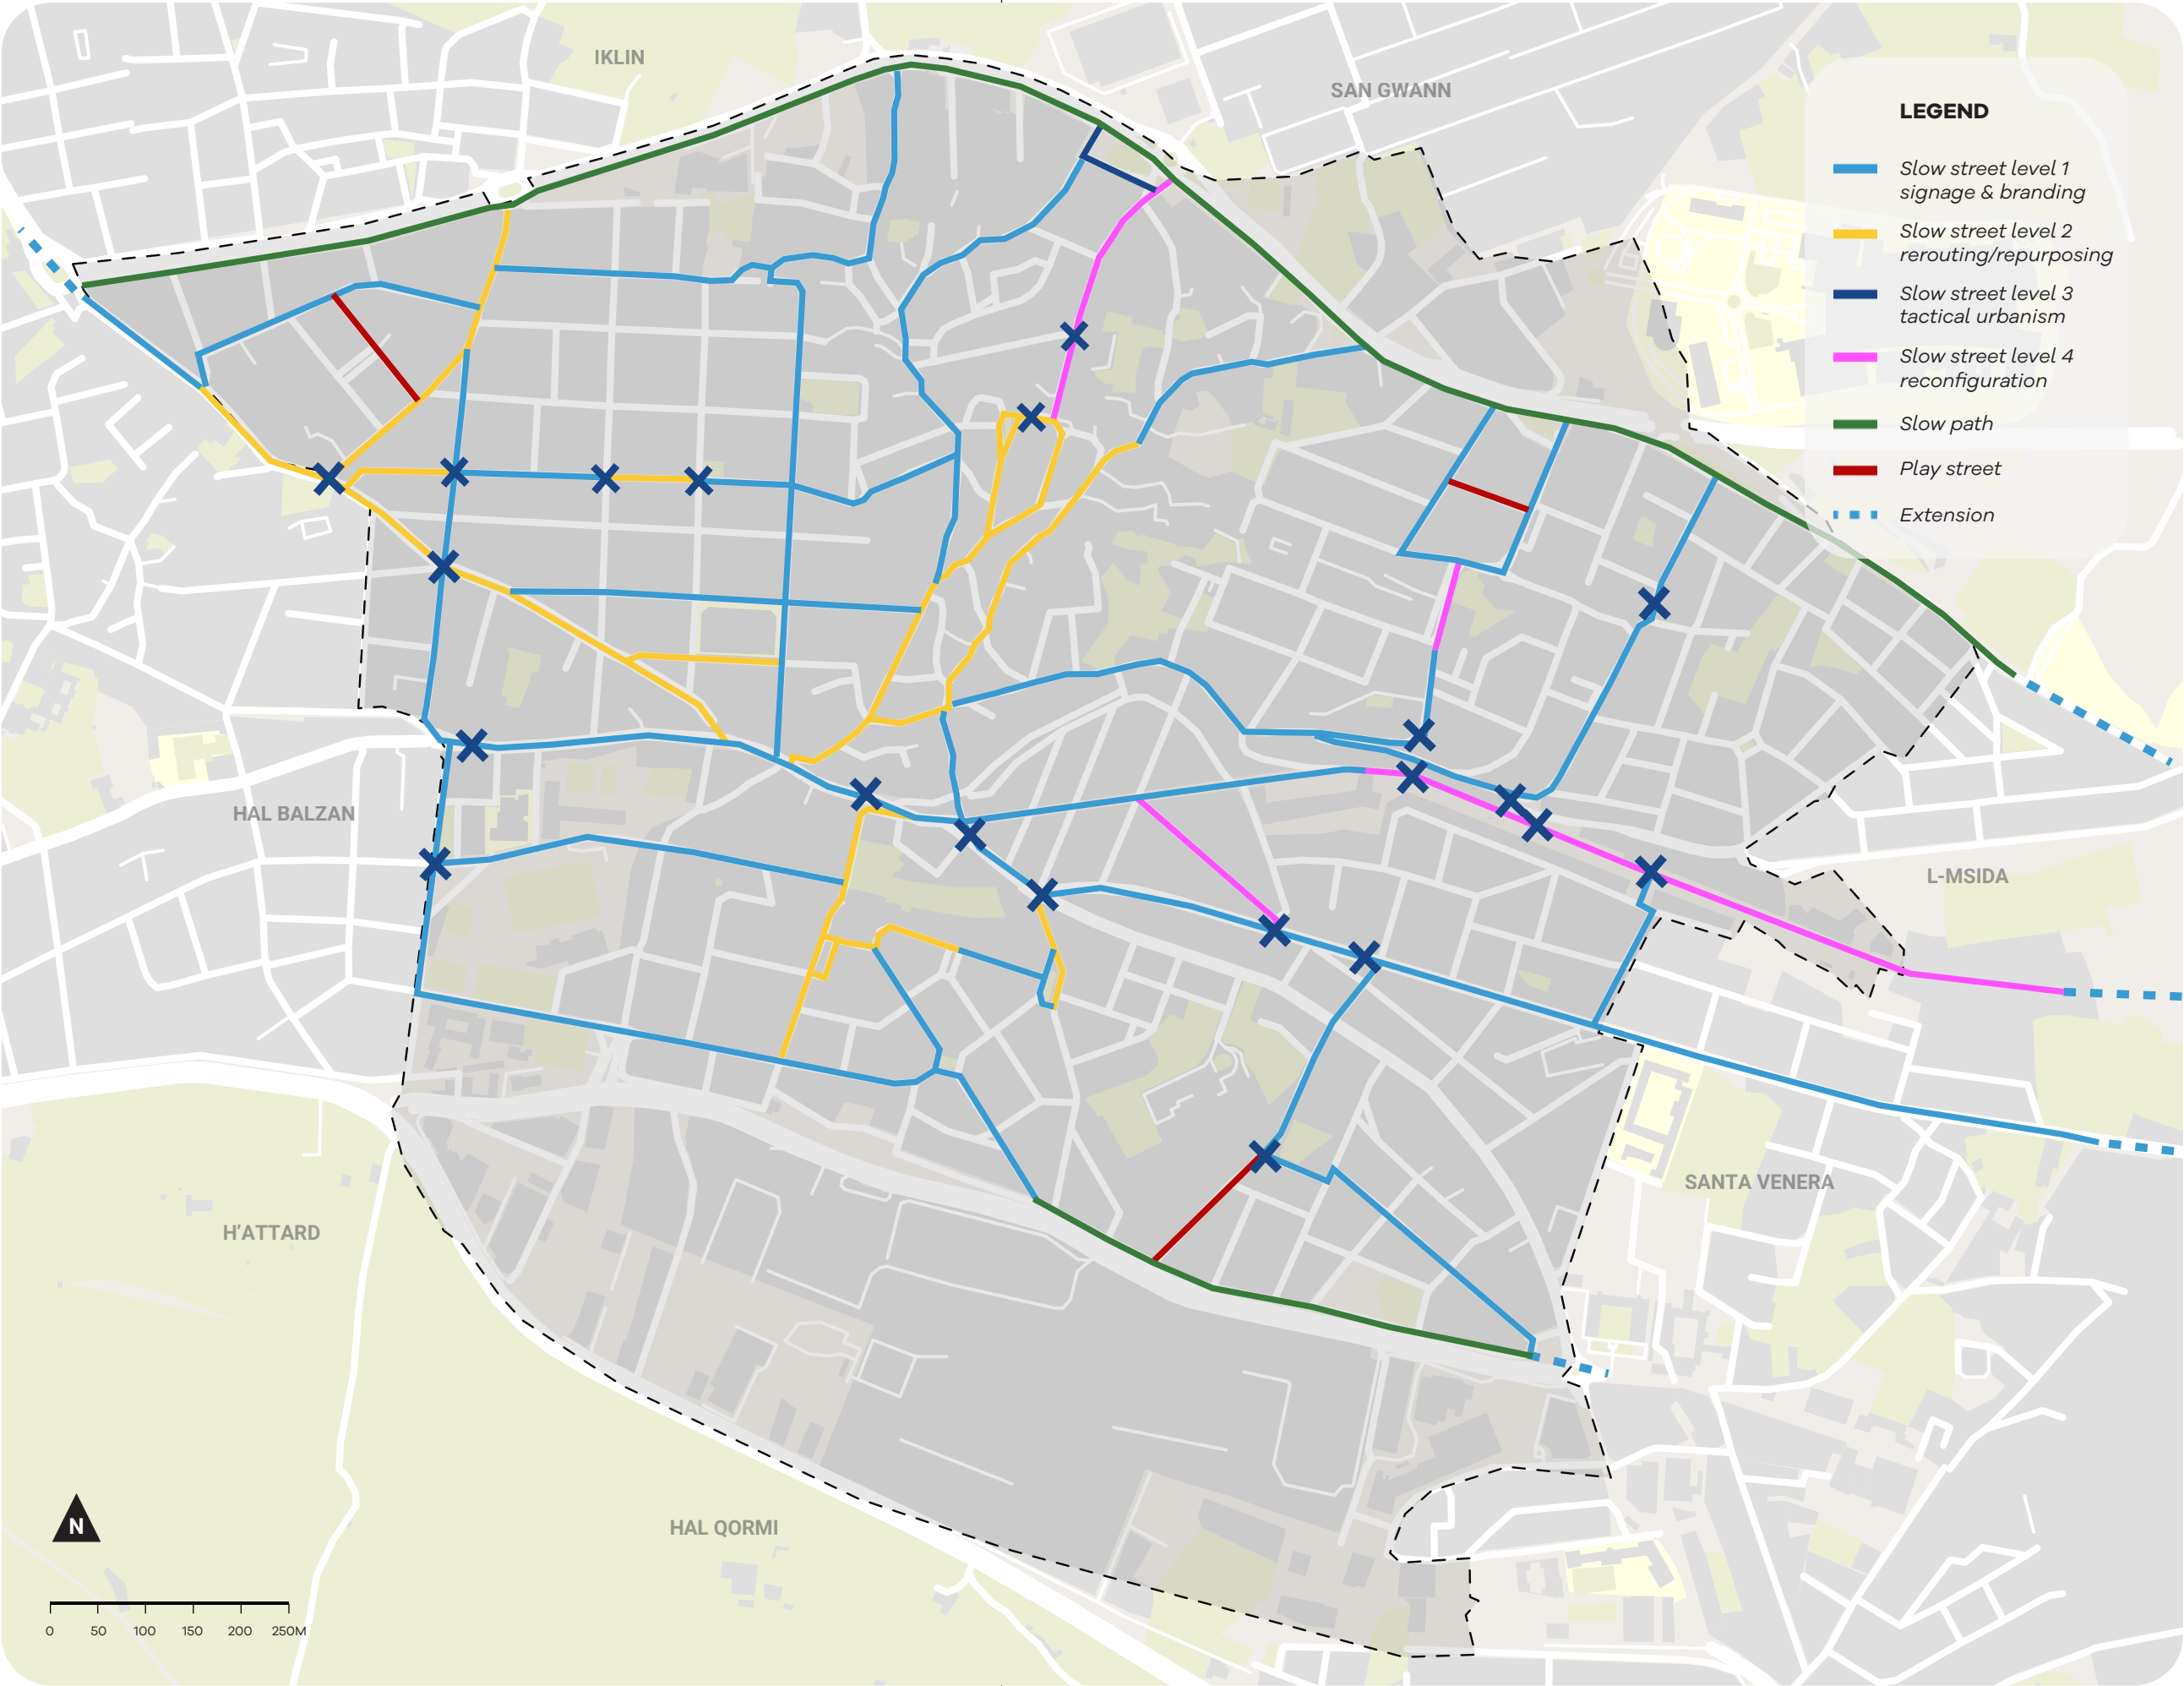 IKLIN
SAN GWANN
LEGEND
Slow street level 1
signage & branding
Slow street level 2
rerouting/repurposing
Slow street level 3
tactical urbanism
Slow street level 4
reconfiguration
Slow path
Play street
Extension
HAL BALZAN
L-MSIDA
SANTA VENERA
H'ATTARD
HAL QORMI
N
0 50 100 150 200 250M